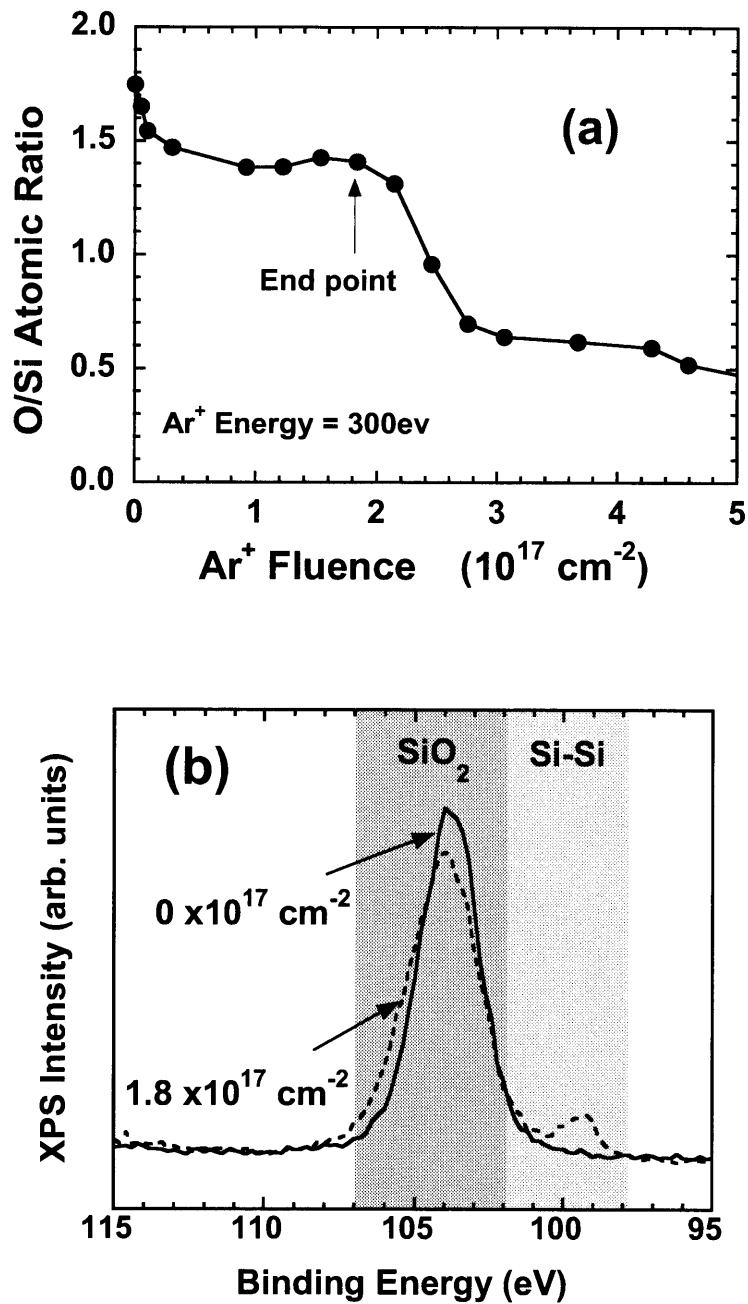 2.0
1.5
1.0
0.5
0.0
O/Si Atomic Ratio
(a)
End point
Ar+ Energy = 300ev
0 1 2 3 4 5
Ar+ Fluence (10^17 cm^-2)
(b)
SiO2
Si-Si
0 x10^17 cm^-2
1.8 x10^17 cm^-2
XPS Intensity (arb. units)
115 110 105 100 95
Binding Energy (eV)